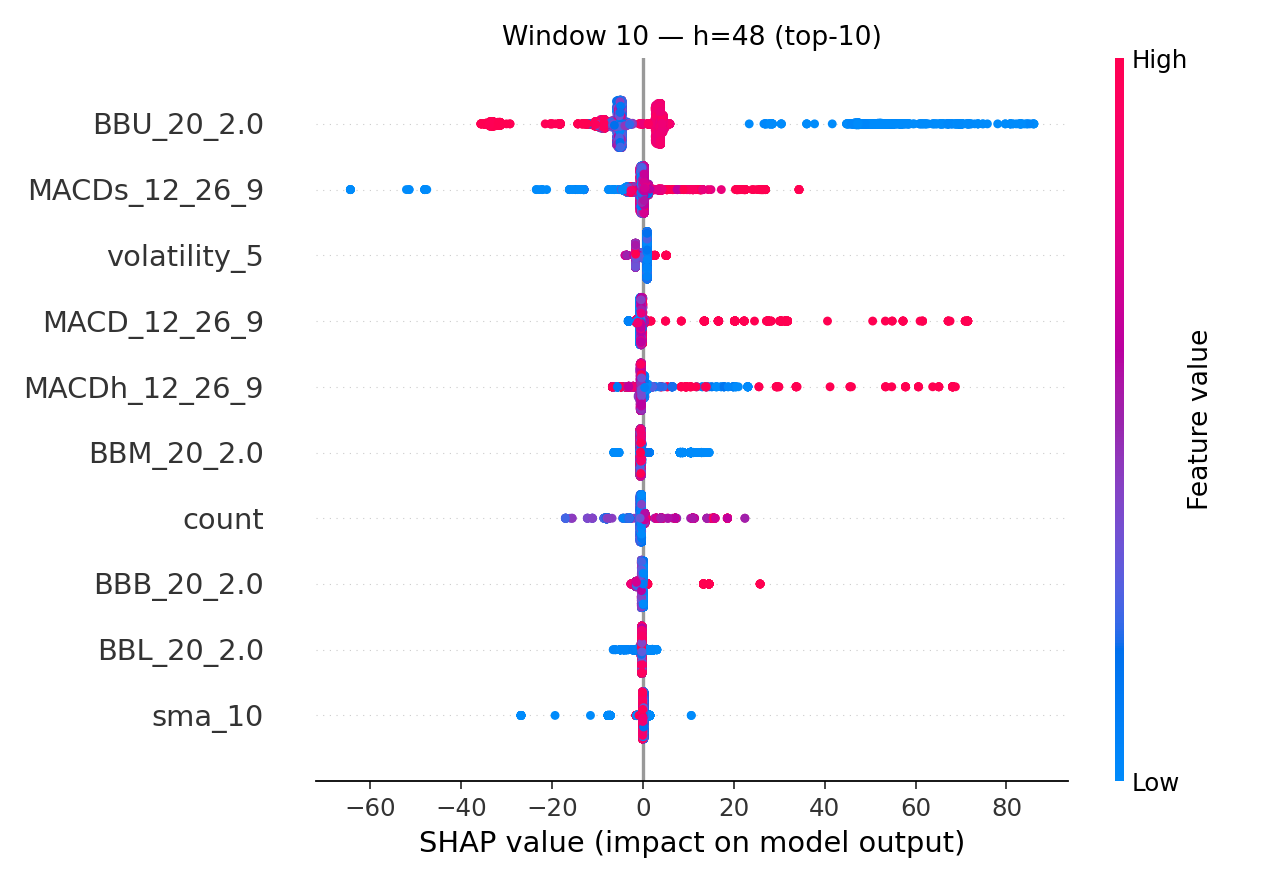 Window 10 — h=48 (top-10)
High
BBU_20_2.0
MACDs_12_26_9
volatility_5
MACD_12_26_9
MACDh_12_26_9
BBM_20_2.0
count
BBB_20_2.0
BBL_20_2.0
sma_10
Feature value
Low
−60 −40 −20 0 20 40 60 80
SHAP value (impact on model output)